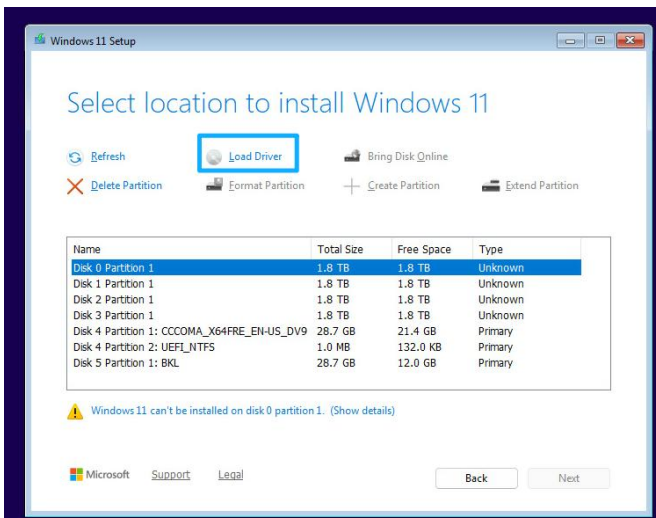 Windows 11 Setup
Select location to install Windows 11
Refresh Load Driver Bring Disk Online
Delete Partition Format Partition Create Partition Extend Partition
Name Total Size Free Space Type
Disk 0 Partition 1 1.8 TB 1.8 TB Unknown
Disk 1 Partition 1 1.8 TB 1.8 TB Unknown
Disk 2 Partition 1 1.8 TB 1.8 TB Unknown
Disk 3 Partition 1 1.8 TB 1.8 TB Unknown
Disk 4 Partition 1: CCCOMA_X64FRE_EN-US_DV9 28.7 GB 21.4 GB Primary
Disk 4 Partition 2: UEFI_NTFS 1.0 MB 132.0 KB Primary
Disk 5 Partition 1: BKL 28.7 GB 12.0 GB Primary
Windows 11 can't be installed on disk 0 partition 1. (Show details)
Microsoft Support Legal Back Next